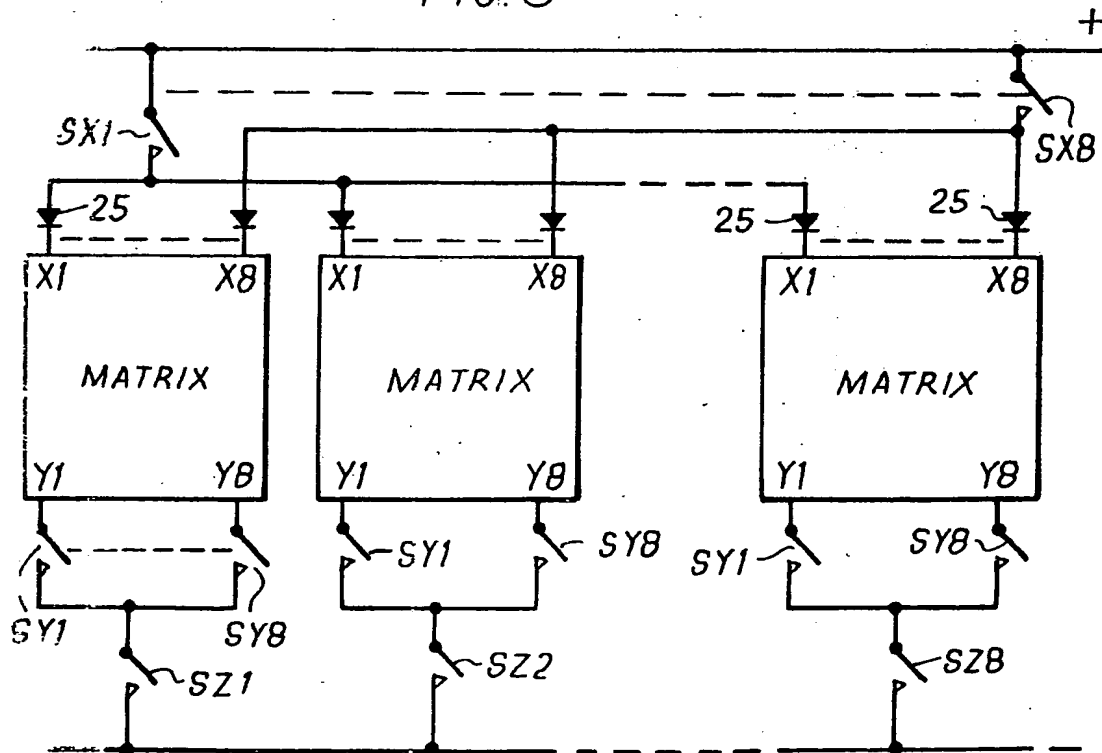 +
SX1
SX8
25
25
25
X1 X8
X1 X8
X1 X8
MATRIX
MATRIX
MATRIX
Y1 Y8
Y1 Y8
Y1 Y8
SY1
SY8
SY1
SY8
SY1
SY8
SZ1
SZ2
SZ8